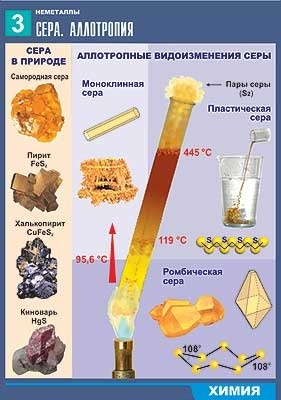 3
НЕМЕТАЛЛЫ
СЕРА. АЛЛОТРОПИЯ
СЕРА
В ПРИРОДЕ
Самородная сера
Пирит
FeS₂
Халькопирит
CuFeS₂
Киноварь
HgS
АЛЛОТРОПНЫЕ ВИДОИЗМЕНЕНИЯ СЕРЫ
Моноклинная
сера
Пары серы
(S₂)
Пластическая
сера
445 °C
119 °C
95,6 °C
S S S S
Ромбическая
сера
108°
108°
ХИМИЯ